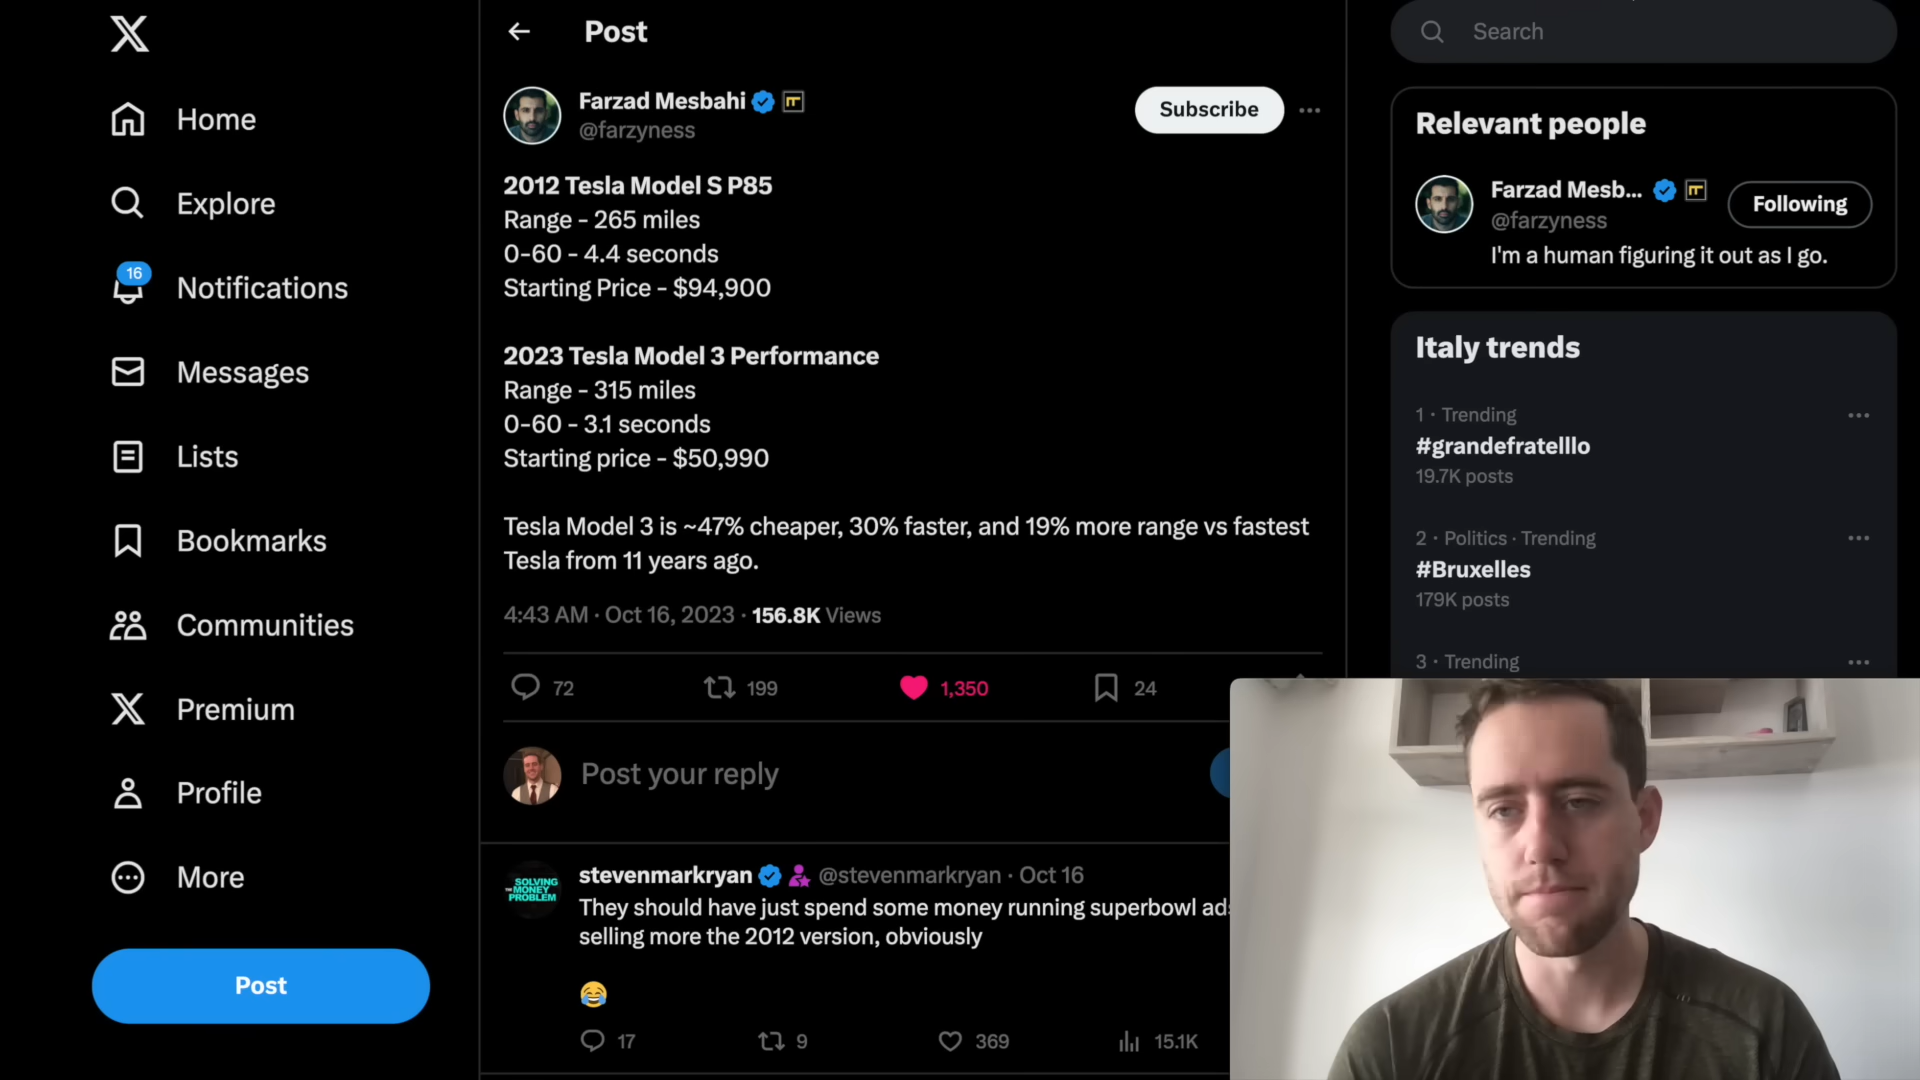 Home
Explore
16
Notifications
Messages
Lists
Bookmarks
Communities
Premium
Profile
More
Post
Post
Farzad Mesbahi
@farzyness
Subscribe
2012 Tesla Model S P85
Range - 265 miles
0-60 - 4.4 seconds
Starting Price - $94,900
2023 Tesla Model 3 Performance
Range - 315 miles
0-60 - 3.1 seconds
Starting price - $50,990
Tesla Model 3 is ~47% cheaper, 30% faster, and 19% more range vs fastest
Tesla from 11 years ago.
4:43 AM · Oct 16, 2023 · 156.8K Views
72 199 1,350 24
Post your reply
SOLVING
THE MONEY
PROBLEM
stevenmarkryan @stevenmarkryan · Oct 16
They should have just spend some money running superbowl ads
selling more the 2012 version, obviously
😂
17 9 369 15.1K
Search
Relevant people
Farzad Mesb...
@farzyness
Following
I'm a human figuring it out as I go.
Italy trends
1 · Trending
#grandefratelllo
19.7K posts
2 · Politics · Trending
#Bruxelles
179K posts
3 · Trending